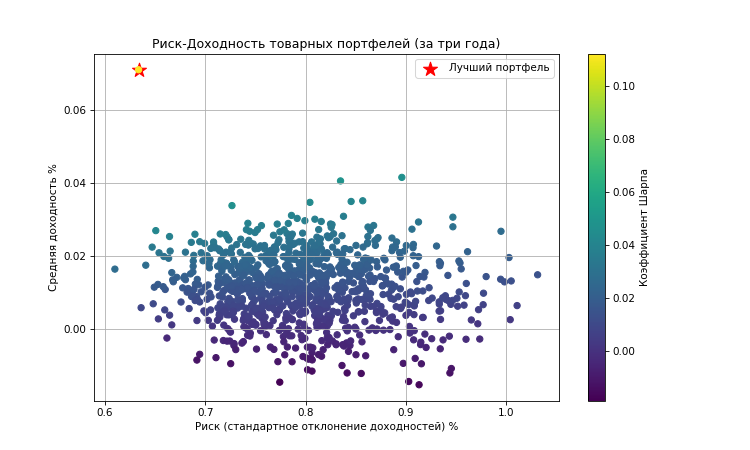 Риск-Доходность товарных портфелей (за три года)
Лучший портфель
Средняя доходность %
0.06
0.04
0.02
0.00
0.6 0.7 0.8 0.9 1.0
Риск (стандартное отклонение доходностей) %
0.10
0.08
0.06
0.04
0.02
0.00
Коэффициент Шарпа